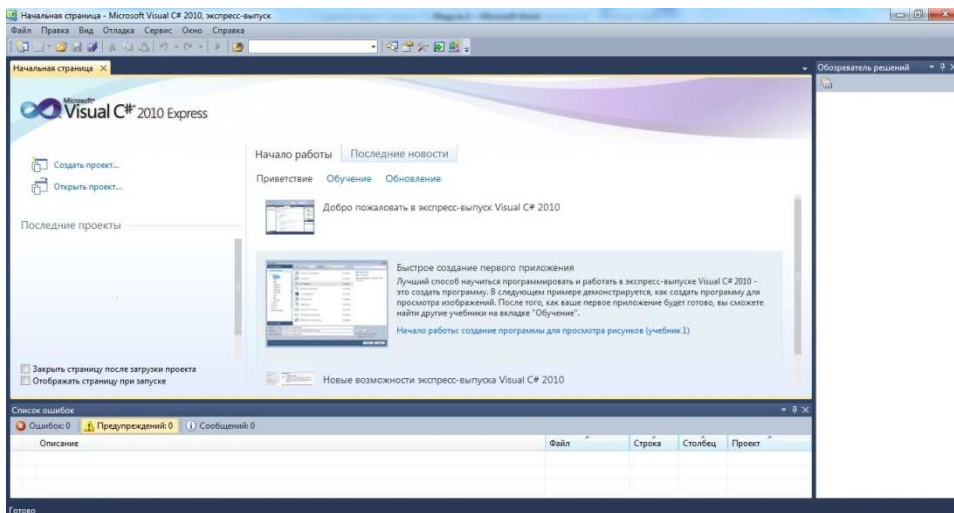 Начальная страница - Microsoft Visual C# 2010, экспресс-выпуск
Файл Правка Вид Отладка Сервис Окно Справка
Начальная страница
Обозреватель решений
Microsoft
Visual C# 2010 Express
Создать проект...
Открыть проект...
Последние проекты
Закрыть страницу после загрузки проекта
Отображать страницу при запуске
Начало работы Последние новости
Приветствие Обучение Обновление
Добро пожаловать в экспресс-выпуск Visual C# 2010
Быстрое создание первого приложения
Лучший способ научиться программировать и работать в экспресс-выпуске Visual C# 2010 -
это создать программу. В следующем примере демонстрируется, как создать программу для
просмотра изображений. После того, как ваше первое приложение будет готово, вы сможете
найти другие учебники на вкладке "Обучение".
Начало работы: создание программы для просмотра рисунков (учебник 1)
Новые возможности экспресс-выпуска Visual C# 2010
Список ошибок
Ошибок: 0 Предупреждений: 0 Сообщений: 0
Описание Файл Строка Столбец Проект
Готово